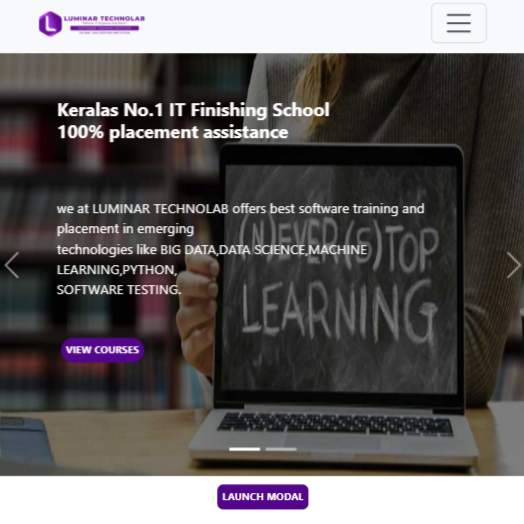 LUMINAR TECHNOLAB
Keralas No.1 IT Finishing School
100% placement assistance
we at LUMINAR TECHNOLAB offers best software training and
placement in emerging
technologies like BIG DATA,DATA SCIENCE,MACHINE
LEARNING,PYTHON,
SOFTWARE TESTING.
(N)EVER (S)TOP
LEARNING
VIEW COURSES
LAUNCH MODAL